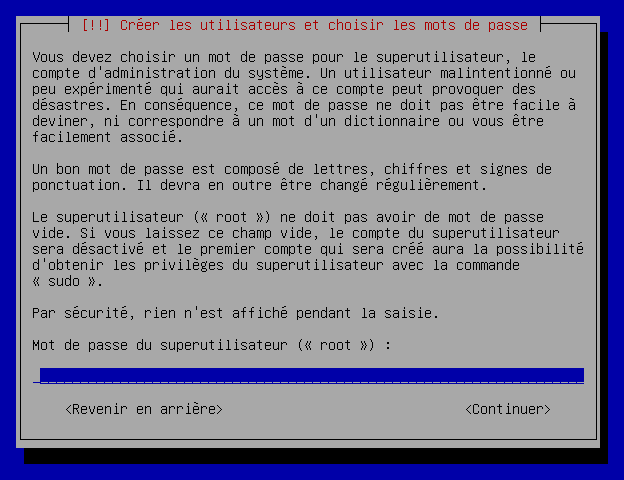 [!!] Créer les utilisateurs et choisir les mots de passe
Vous devez choisir un mot de passe pour le superutilisateur, le
compte d'administration du système. Un utilisateur malintentionné ou
peu expérimenté qui aurait accès à ce compte peut provoquer des
désastres. En conséquence, ce mot de passe ne doit pas être facile à
deviner, ni correspondre à un mot d'un dictionnaire ou vous être
facilement associé.
Un bon mot de passe est composé de lettres, chiffres et signes de
ponctuation. Il devra en outre être changé régulièrement.
Le superutilisateur (« root ») ne doit pas avoir de mot de passe
vide. Si vous laissez ce champ vide, le compte du superutilisateur
sera désactivé et le premier compte qui sera créé aura la possibilité
d'obtenir les privilèges du superutilisateur avec la commande
« sudo ».
Par sécurité, rien n'est affiché pendant la saisie.
Mot de passe du superutilisateur (« root ») :
<Revenir en arrière> <Continuer>